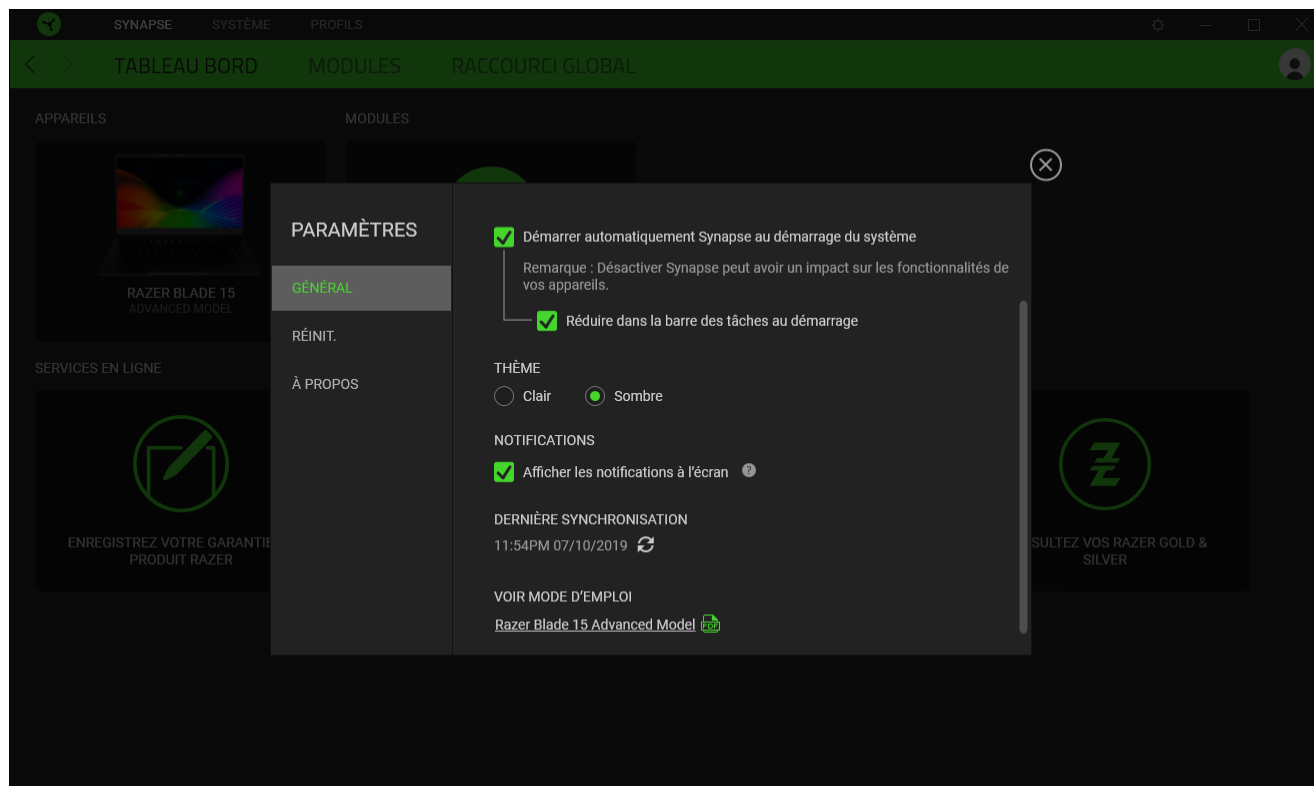 SYNAPSE SYSTÈME PROFILS
TABLEAU BORD MODULES RACCOURCI GLOBAL
APPAREILS
MODULES
RAZER BLADE 15
ADVANCED MODEL
SERVICES EN LIGNE
ENREGISTREZ VOTRE GARANTIE
PRODUIT RAZER
PARAMÈTRES
GÉNÉRAL
RÉINIT.
À PROPOS
Démarrer automatiquement Synapse au démarrage du système
Remarque : Désactiver Synapse peut avoir un impact sur les fonctionnalités de
vos appareils.
Réduire dans la barre des tâches au démarrage
THÈME
Clair Sombre
NOTIFICATIONS
Afficher les notifications à l'écran ?
DERNIÈRE SYNCHRONISATION
11:54PM 07/10/2019
VOIR MODE D'EMPLOI
Razer Blade 15 Advanced Model PDF
SULTEZ VOS RAZER GOLD &
SILVER